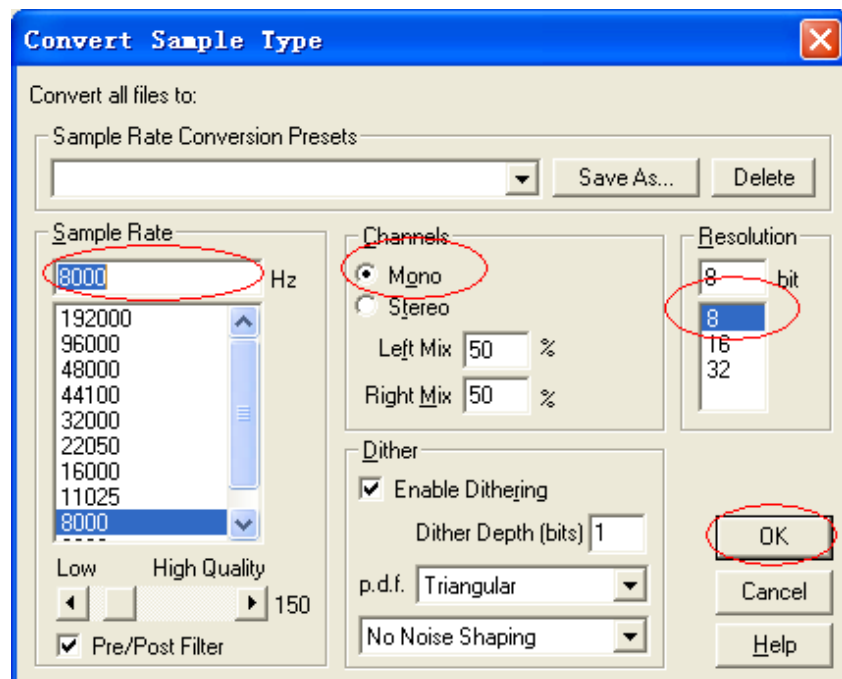 Convert Sample Type
Convert all files to:
Sample Rate Conversion Presets
Save As...
Delete
Sample Rate
8000 Hz
192000
96000
48000
44100
32000
22050
16000
11025
8000
Low High Quality
150
Pre/Post Filter
Channels
Mono
Stereo
Left Mix 50 %
Right Mix 50 %
Dither
Enable Dithering
Dither Depth (bits) 1
p.d.f. Triangular
No Noise Shaping
Resolution
8 bit
8
16
32
OK
Cancel
Help